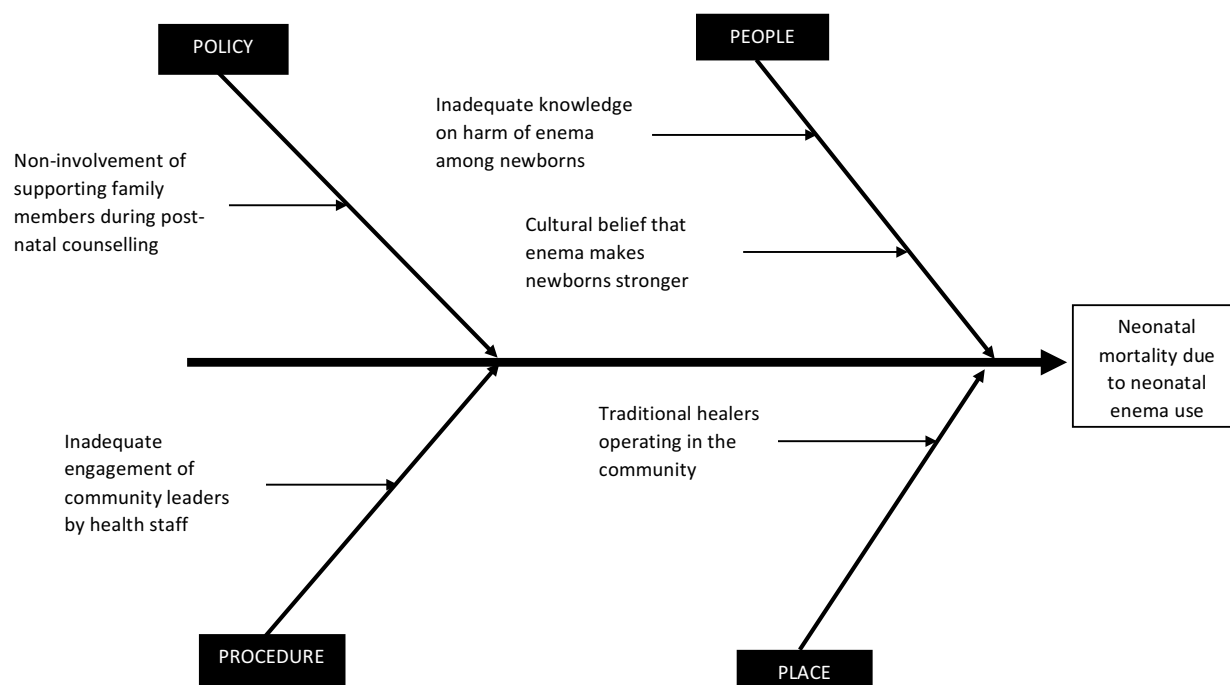 POLICY
PEOPLE
Inadequate knowledge
on harm of enema
among newborns
Non-involvement of
supporting family
members during post-
natal counselling
Cultural belief that
enema makes
newborns stronger
Neonatal
mortality due
to neonatal
enema use
Traditional healers
operating in the
community
Inadequate
engagement of
community leaders
by health staff
PROCEDURE
PLACE